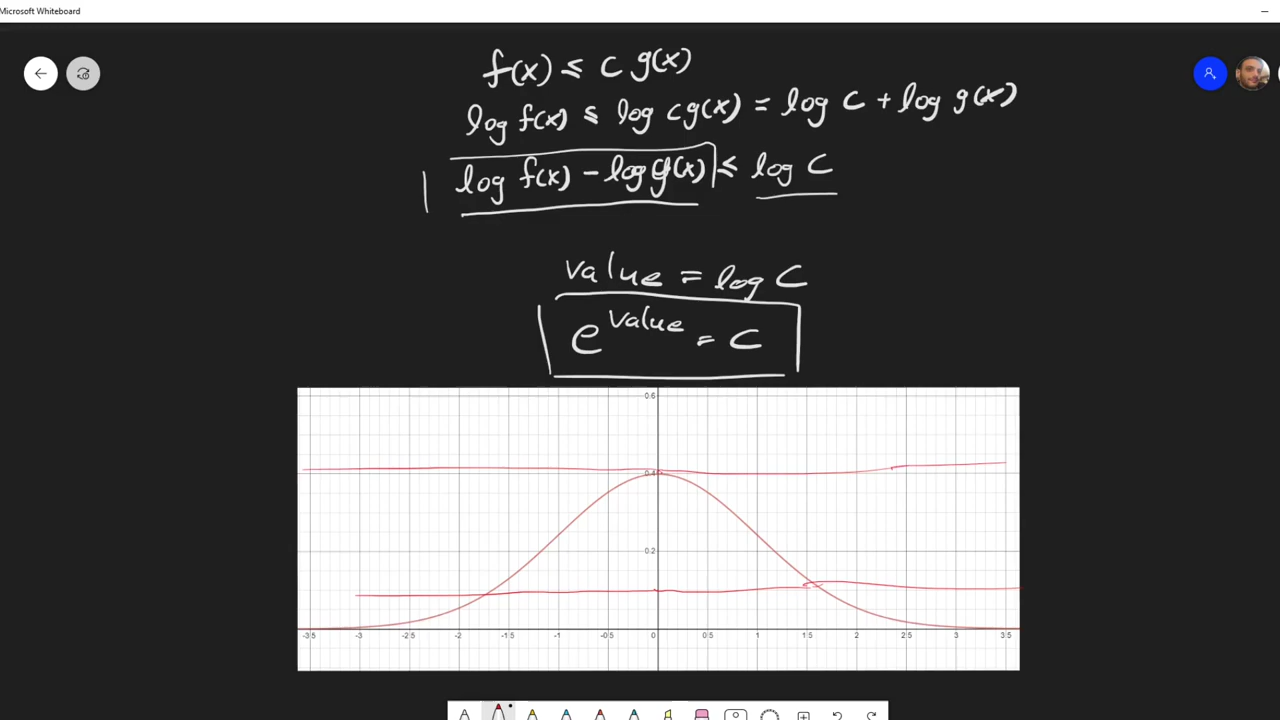 Microsoft Whiteboard
f(x) ≤ c g(x)
log f(x) ≤ log cg(x) = log C + log g(x)
log f(x) - log g(x) ≤ log C
value = log C
e^value = C
0.6
0.4
0.2
-3.5 -3 -2.5 -2 -1.5 -1 -0.5 0 0.5 1 1.5 2 2.5 3 3.5